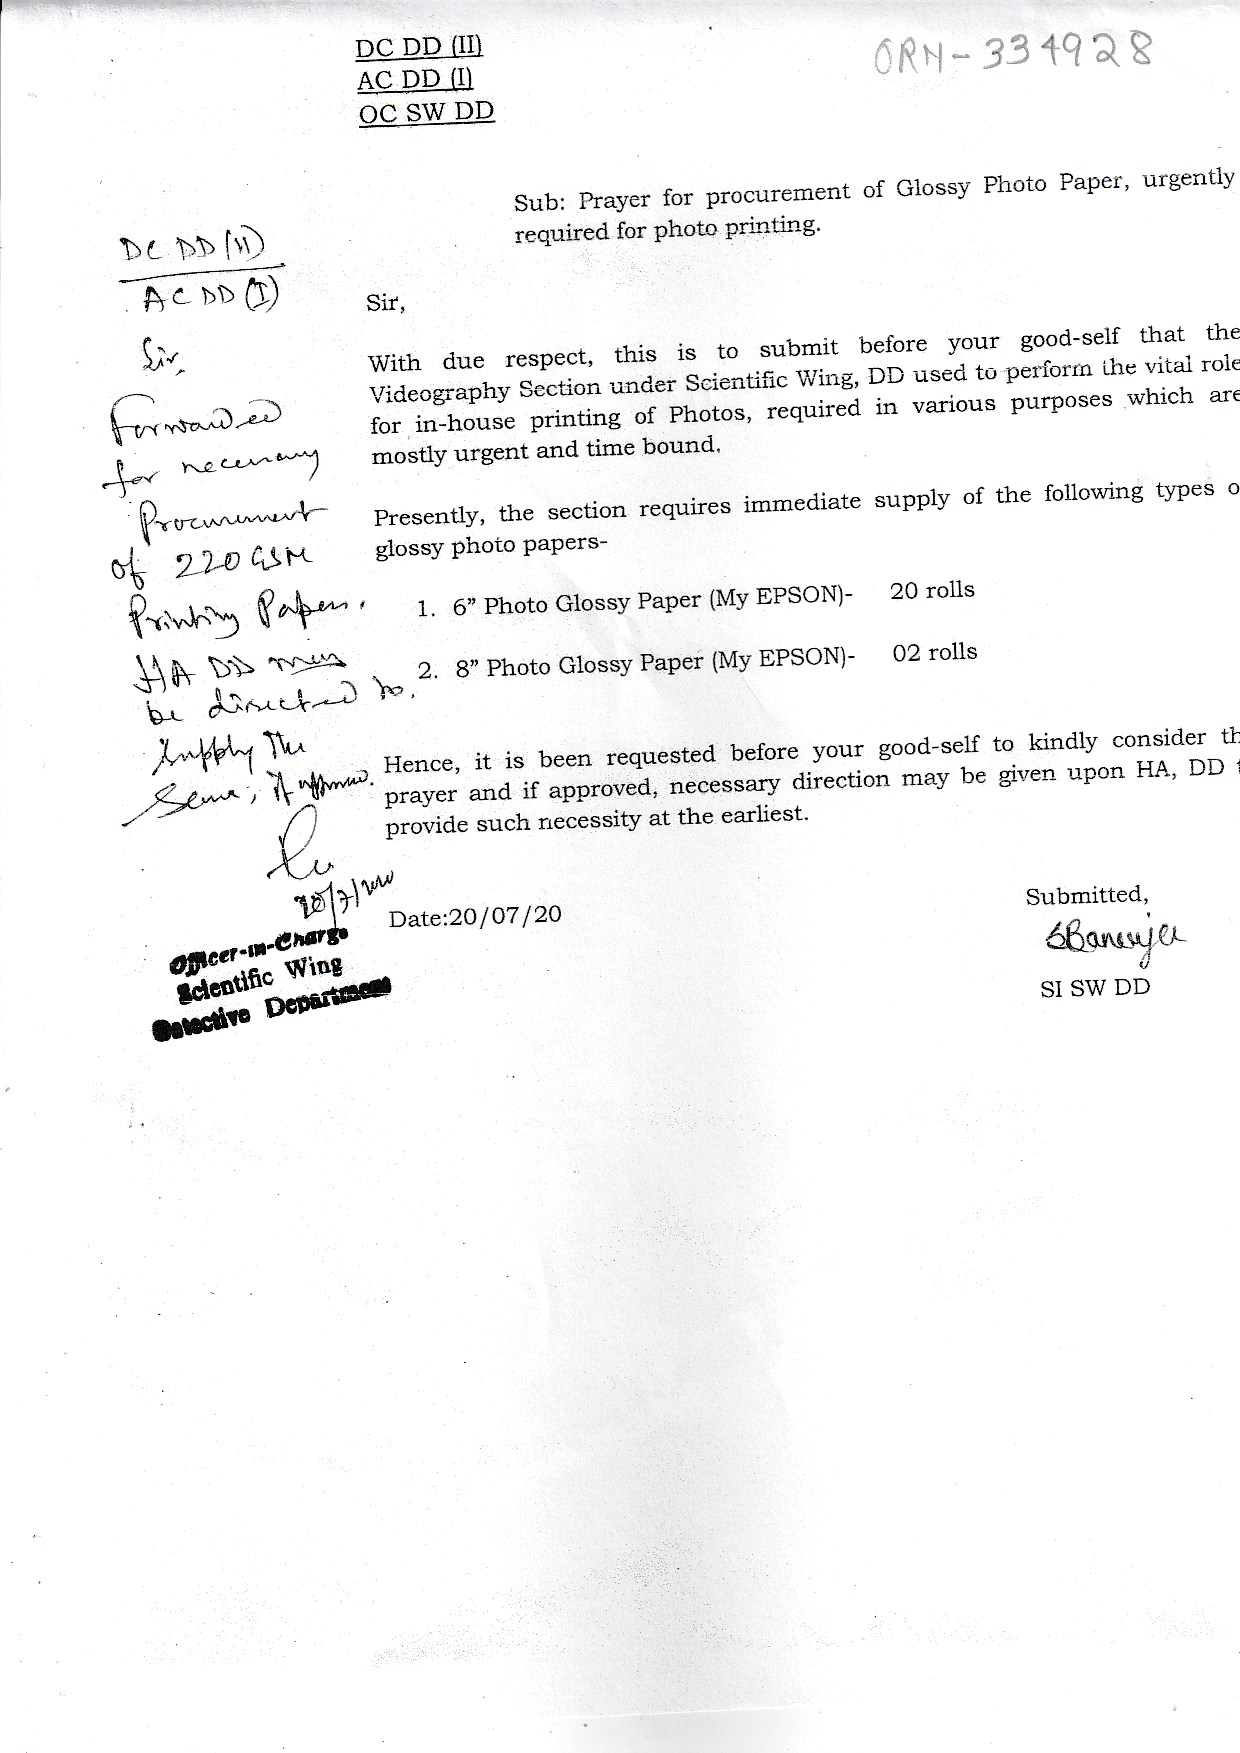 DC DD (II)
AC DD (I)
OC SW DD
ORN-334928
Sub: Prayer for procurement of Glossy Photo Paper, urgently
required for photo printing.
DC DD (II)
AC DD (I)
Sir,
Forwarded
for necessary
Procurement
of 220 GSM
Printing Paper.
HA DD may
be directed to
supply the
same, if approved.
20/7/2020
Officer-in-Charge
Scientific Wing
Detective Department
Sir,
With due respect, this is to submit before your good-self that the
Videography Section under Scientific Wing, DD used to perform the vital role
for in-house printing of Photos, required in various purposes which are
mostly urgent and time bound.
Presently, the section requires immediate supply of the following types o
glossy photo papers-
1. 6” Photo Glossy Paper (My EPSON)- 20 rolls
2. 8” Photo Glossy Paper (My EPSON)- 02 rolls
Hence, it is been requested before your good-self to kindly consider th
prayer and if approved, necessary direction may be given upon HA, DD t
provide such necessity at the earliest.
Date:20/07/20
Submitted,
SBanerjee
SI SW DD